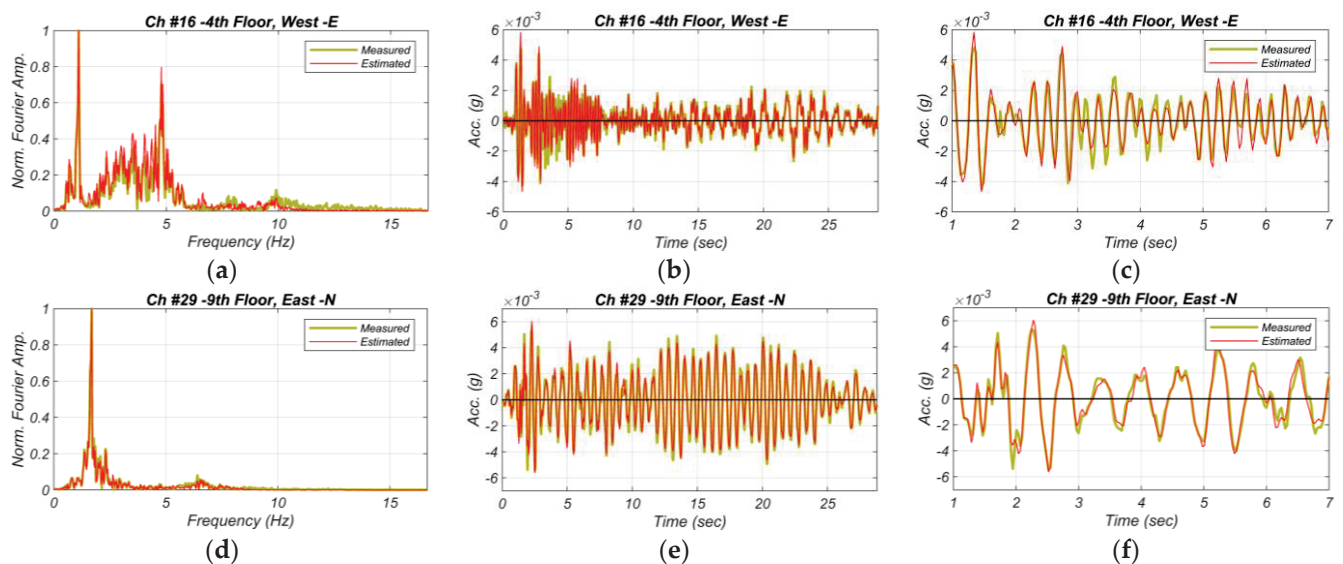 Ch #16 -4th Floor, West -E
Norm. Fourier Amp.
1
0.8
0.6
0.4
0.2
0
Measured
Estimated
0 5 10 15
Frequency (Hz)
(a)
Ch #16 -4th Floor, West -E
×10⁻³
Acc. (g)
6
4
2
0
-2
-4
-6
0 5 10 15 20 25
Time (sec)
(b)
Ch #16 -4th Floor, West -E
×10⁻³
Acc. (g)
6
4
2
0
-2
-4
-6
Measured
Estimated
1 2 3 4 5 6 7
Time (sec)
(c)
Ch #29 -9th Floor, East -N
Norm. Fourier Amp.
1
0.8
0.6
0.4
0.2
0
Measured
Estimated
0 5 10 15
Frequency (Hz)
(d)
Ch #29 -9th Floor, East -N
×10⁻³
Acc. (g)
6
4
2
0
-2
-4
-6
0 5 10 15 20 25
Time (sec)
(e)
Ch #29 -9th Floor, East -N
×10⁻³
Acc. (g)
6
4
2
0
-2
-4
-6
Measured
Estimated
1 2 3 4 5 6 7
Time (sec)
(f)